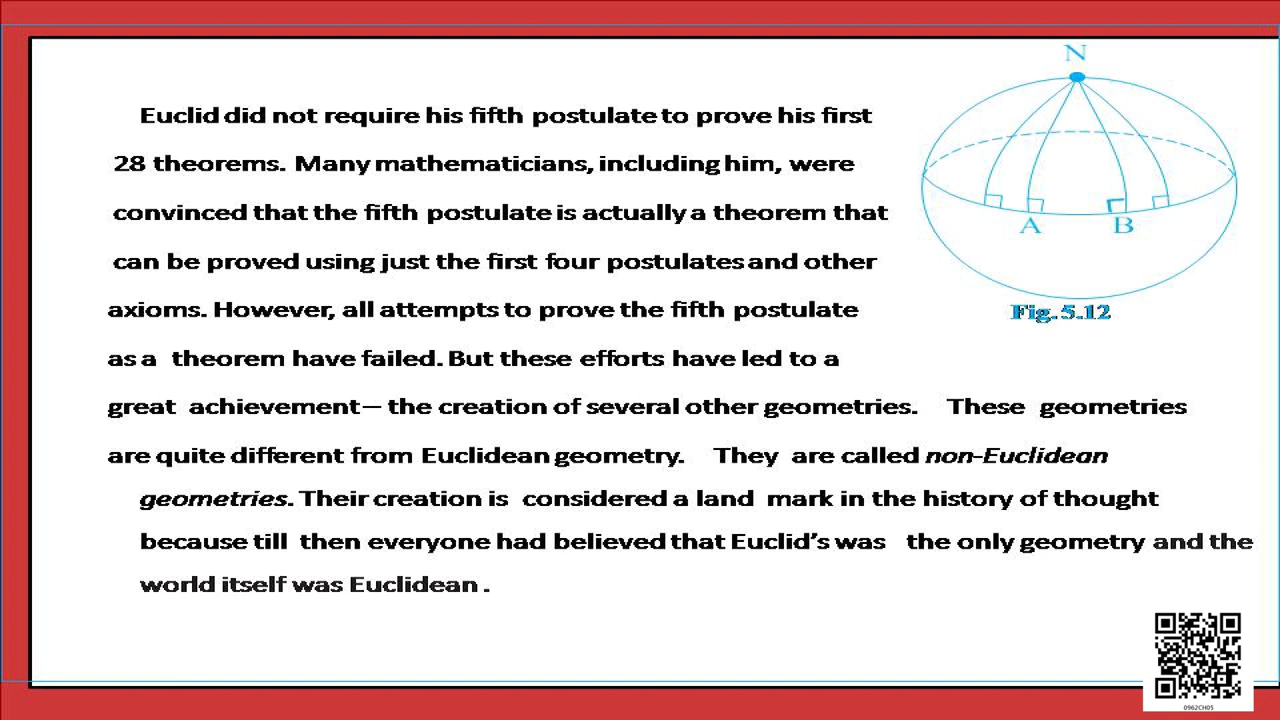 N
Euclid did not require his fifth postulate to prove his first
28 theorems. Many mathematicians, including him, were
convinced that the fifth postulate is actually a theorem that
can be proved using just the first four postulates and other
axioms. However, all attempts to prove the fifth postulate
as a theorem have failed. But these efforts have led to a
great achievement – the creation of several other geometries. These geometries
are quite different from Euclidean geometry. They are called non-Euclidean
geometries. Their creation is considered a land mark in the history of thought
because till then everyone had believed that Euclid's was the only geometry and the
world itself was Euclidean .
A B
Fig. 5.12
0962CH05